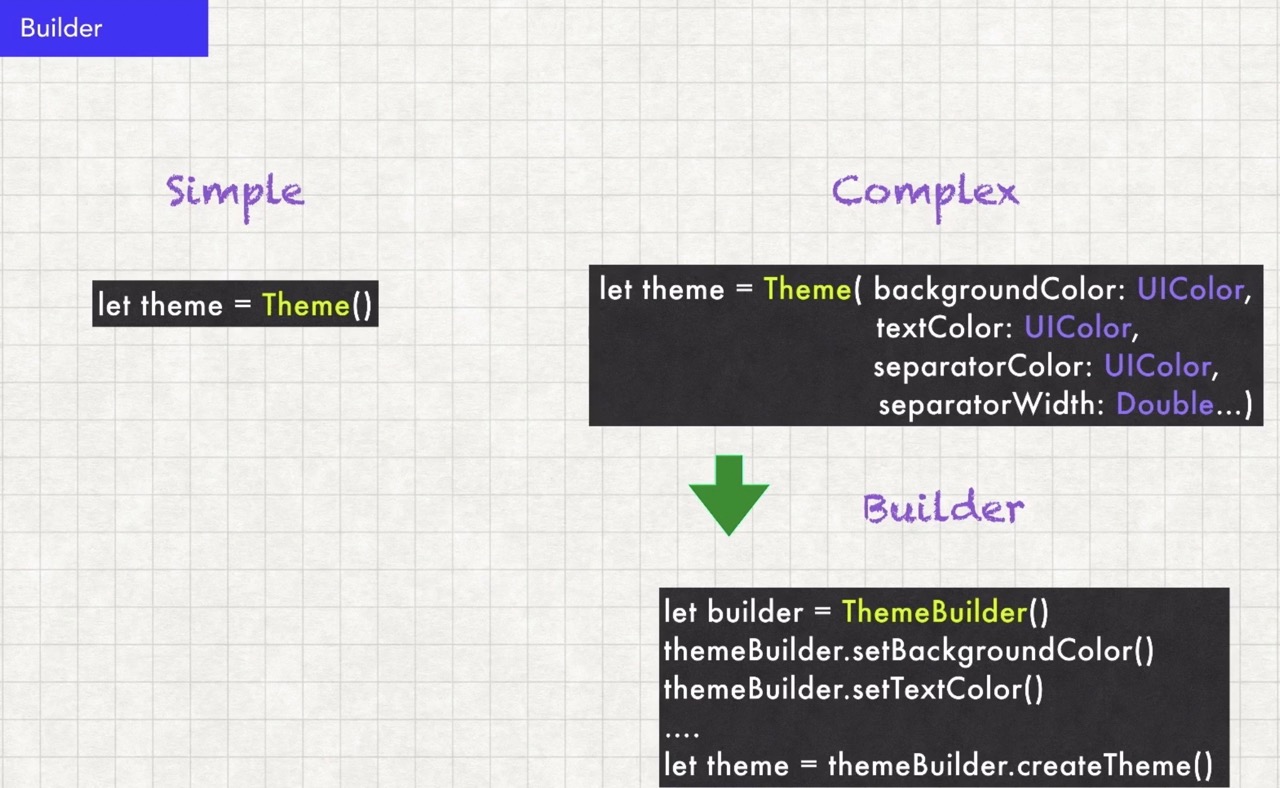 Builder
Simple
let theme = Theme()
Complex
let theme = Theme( backgroundColor: UIColor,
textColor: UIColor,
separatorColor: UIColor,
separatorWidth: Double...)
Builder
let builder = ThemeBuilder()
themeBuilder.setBackgroundColor()
themeBuilder.setTextColor()
....
let theme = themeBuilder.createTheme()